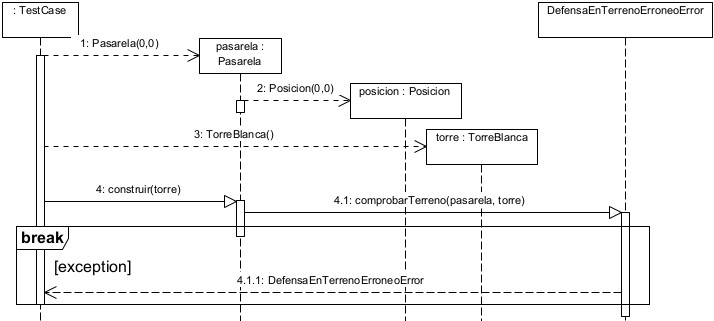 : TestCase
DefensaEnTerrenoErroneoError
1: Pasarela(0,0)
pasarela :
Pasarela
2: Posicion(0,0)
posicion : Posicion
3: TorreBlanca()
torre : TorreBlanca
4: construir(torre)
4.1: comprobarTerreno(pasarela, torre)
break
[exception]
4.1.1: DefensaEnTerrenoErroneoError